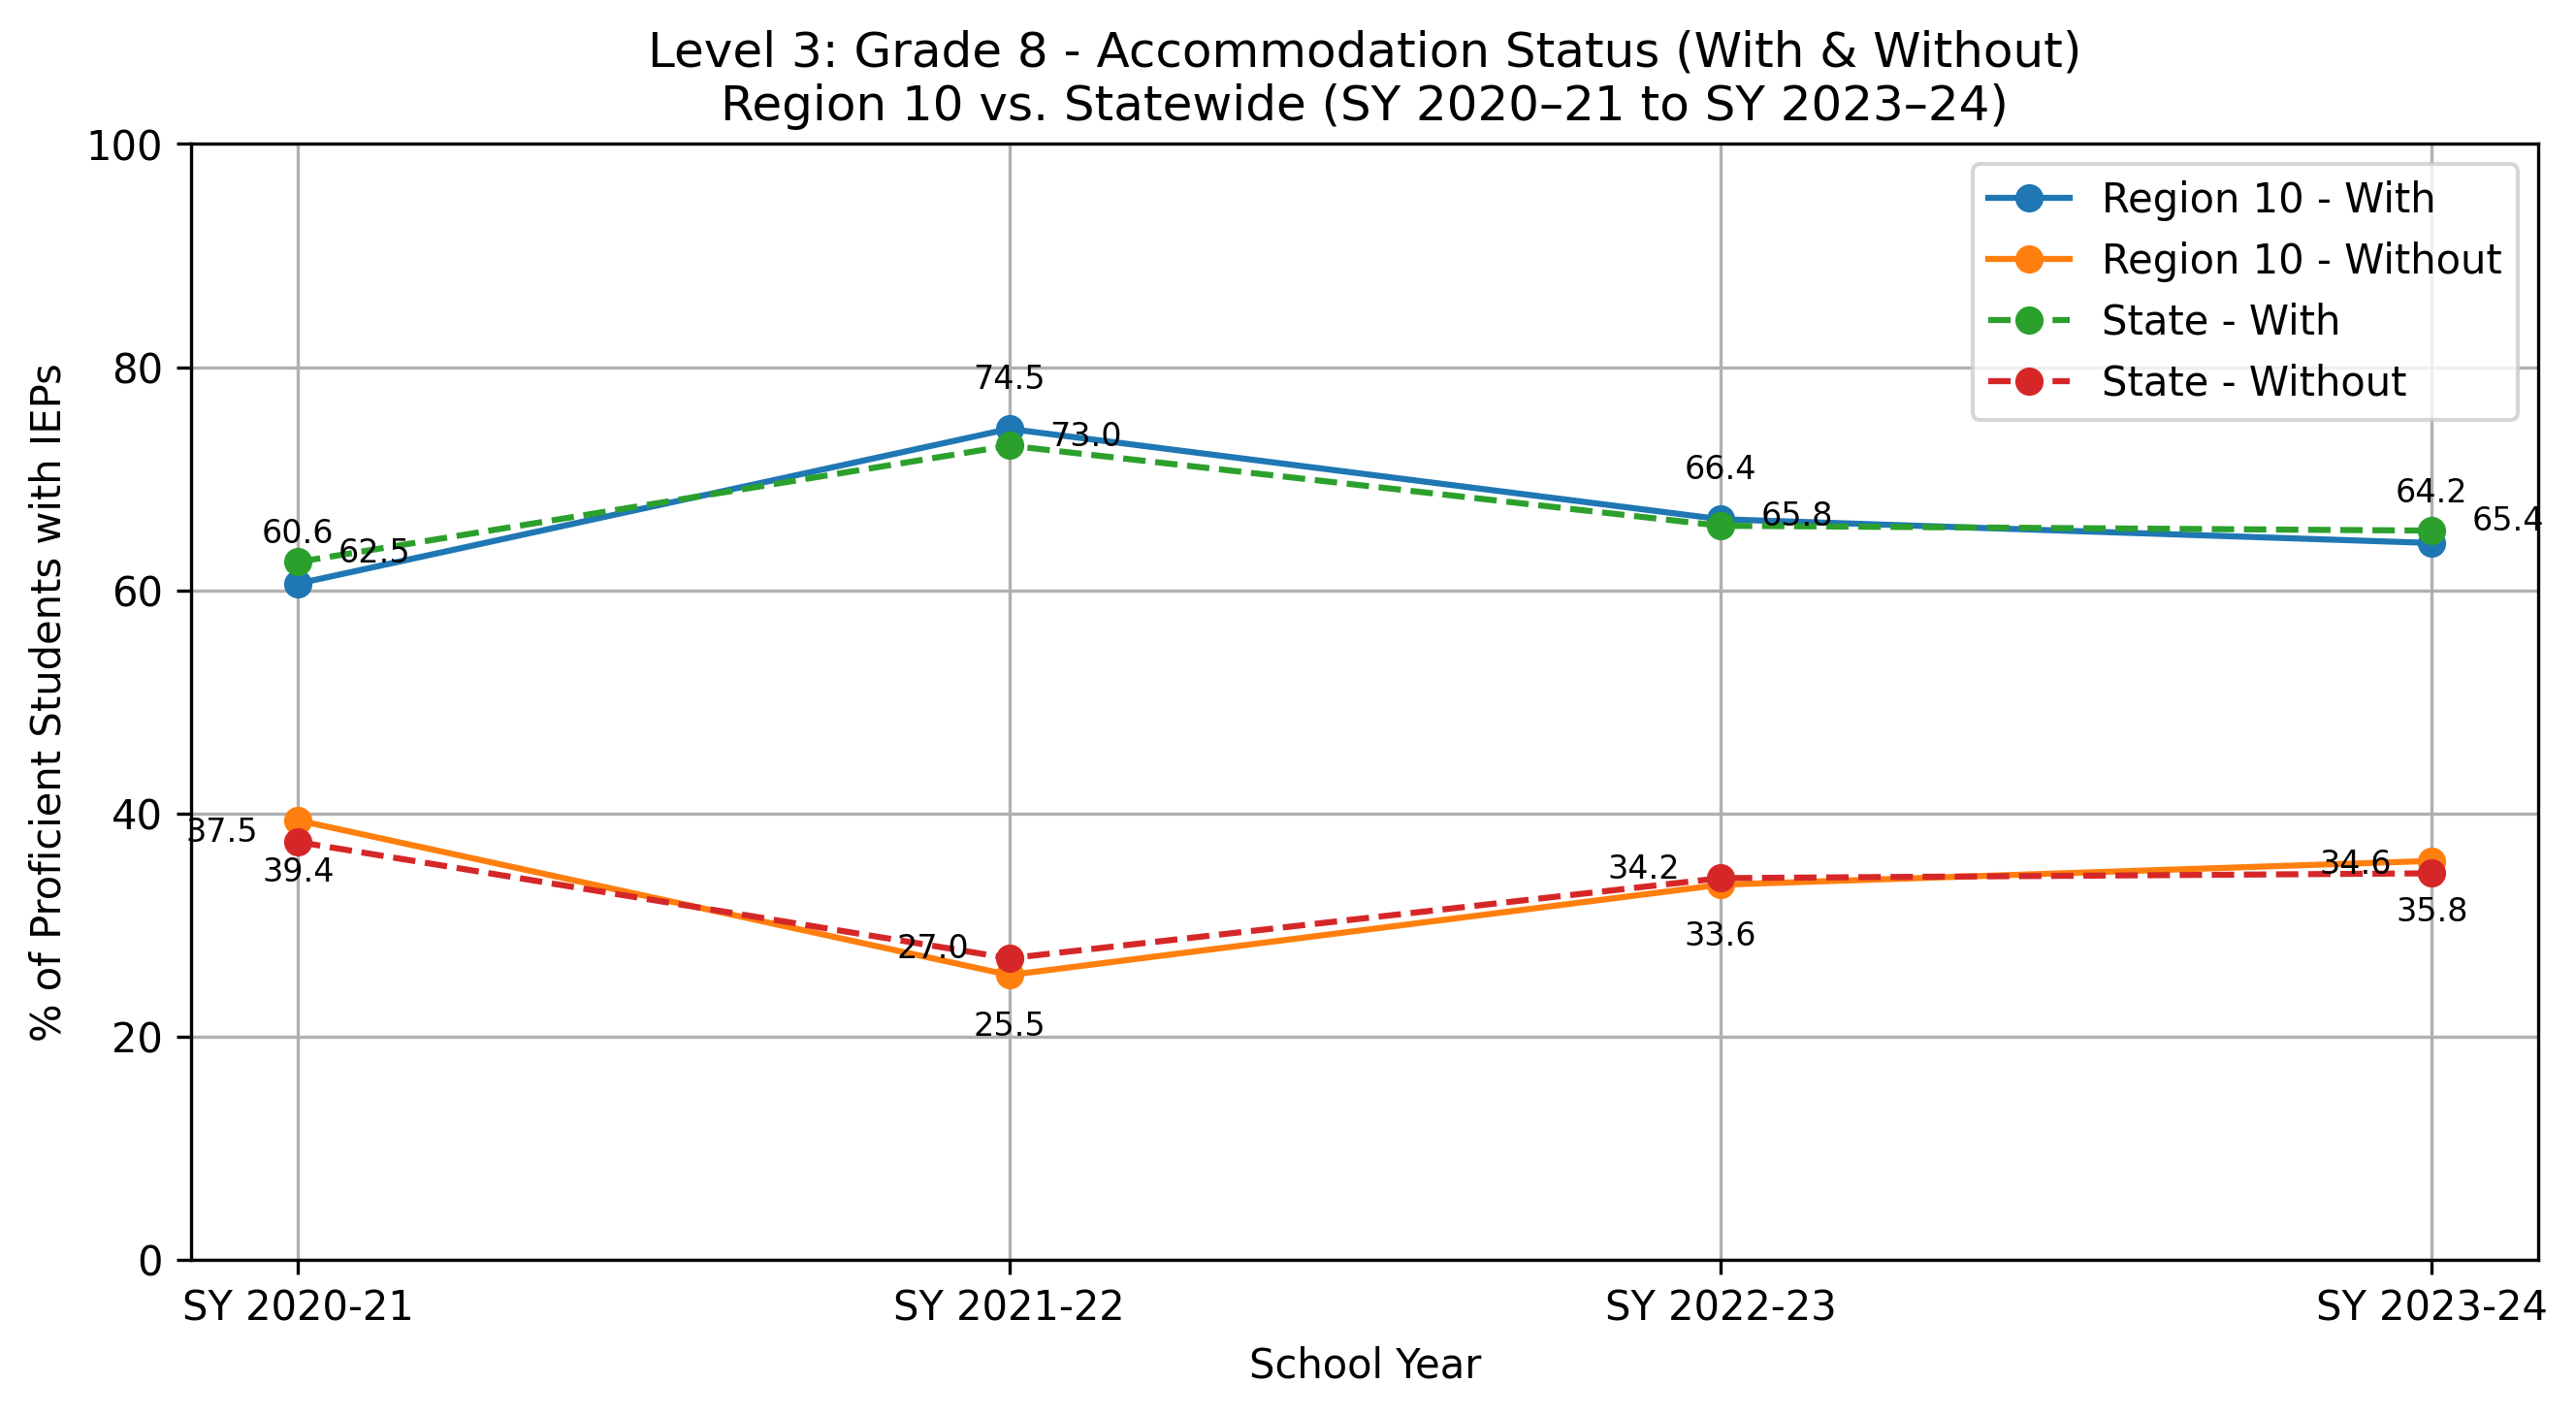 Level 3: Grade 8 - Accommodation Status (With & Without)
Region 10 vs. Statewide (SY 2020–21 to SY 2023–24)
% of Proficient Students with IEPs
100
80
60
40
20
0
Region 10 - With
Region 10 - Without
State - With
State - Without
74.5
73.0
66.4
65.8
64.2
65.4
60.6
62.5
37.5
39.4
27.0
25.5
34.2
33.6
34.6
35.8
SY 2020-21
SY 2021-22
SY 2022-23
SY 2023-24
School Year